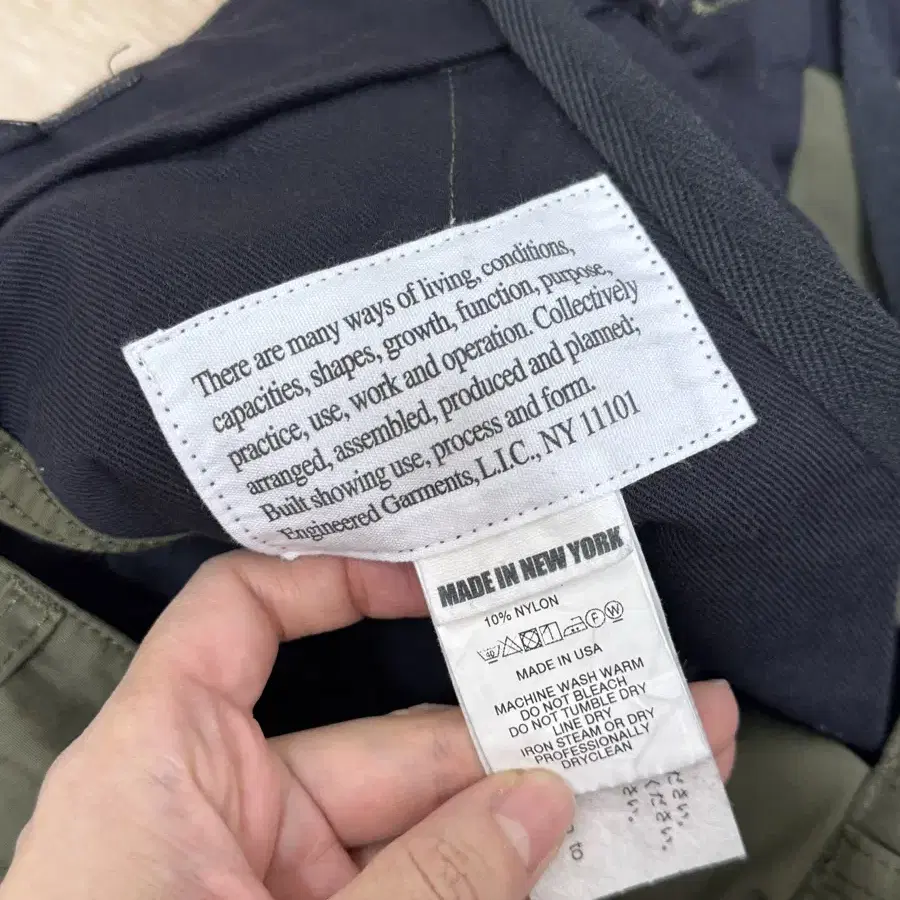 There are many ways of living, conditions,
capacities, shapes, growth, function, purpose,
practice, use, work and operation. Collectively
arranged, assembled, produced and planned;
Built showing use, process and form.
Engineered Garments, L.I.C., NY 11101
MADE IN NEW YORK
10% NYLON
MADE IN USA
MACHINE WASH WARM
DO NOT BLEACH
DO NOT TUMBLE DRY
LINE DRY
IRON STEAM OR DRY
PROFESSIONALLY
DRYCLEAN
to